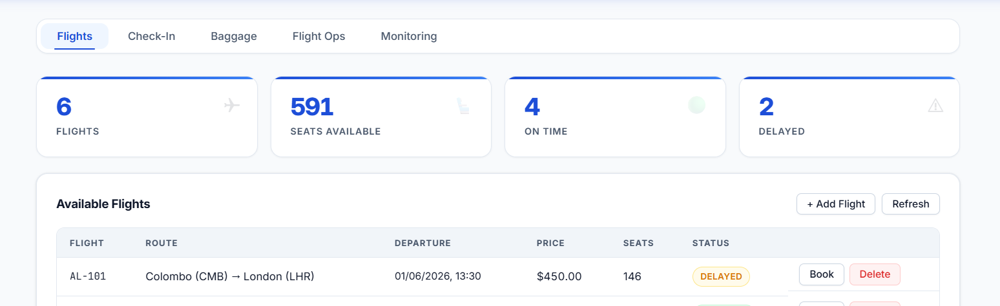 Flights Check-In Baggage Flight Ops Monitoring
6 591 4 2
FLIGHTS SEATS AVAILABLE ON TIME DELAYED
Available Flights + Add Flight Refresh
FLIGHT ROUTE DEPARTURE PRICE SEATS STATUS
AL-101 Colombo (CMB) → London (LHR) 01/06/2026, 13:30 $450.00 146 DELAYED Book Delete